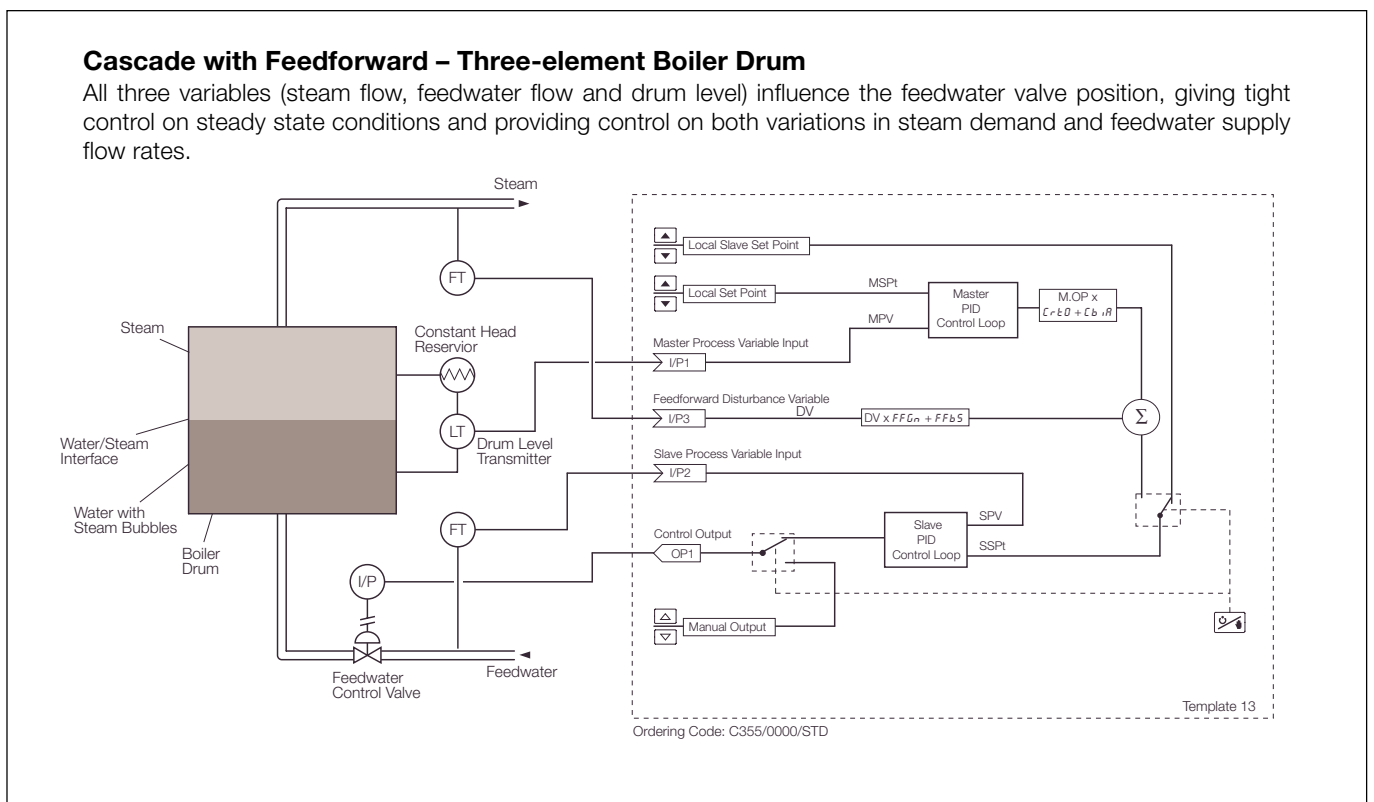 Cascade with Feedforward – Three-element Boiler Drum
All three variables (steam flow, feedwater flow and drum level) influence the feedwater valve position, giving tight
control on steady state conditions and providing control on both variations in steam demand and feedwater supply
flow rates.
Steam
FT
Steam
Constant Head
Reservior
LT
Drum Level
Transmitter
Water/Steam
Interface
Water with
Steam Bubbles
Boiler
Drum
FT
I/P
Feedwater
Feedwater
Control Valve
Local Slave Set Point
Local Set Point
MSPt
MPV
Master
PID
Control Loop
M.OP x
CrtO + CbiA
Master Process Variable Input
I/P1
Feedforward Disturbance Variable
DV
I/P3
DV x FFGn + FFbS
Σ
Slave Process Variable Input
I/P2
SPV
Slave
PID
Control Loop
SSPt
Control Output
OP1
Manual Output
Template 13
Ordering Code: C355/0000/STD